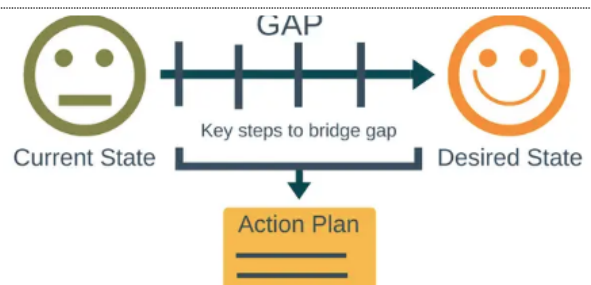 GAP
Key steps to bridge gap
Current State
Desired State
Action Plan